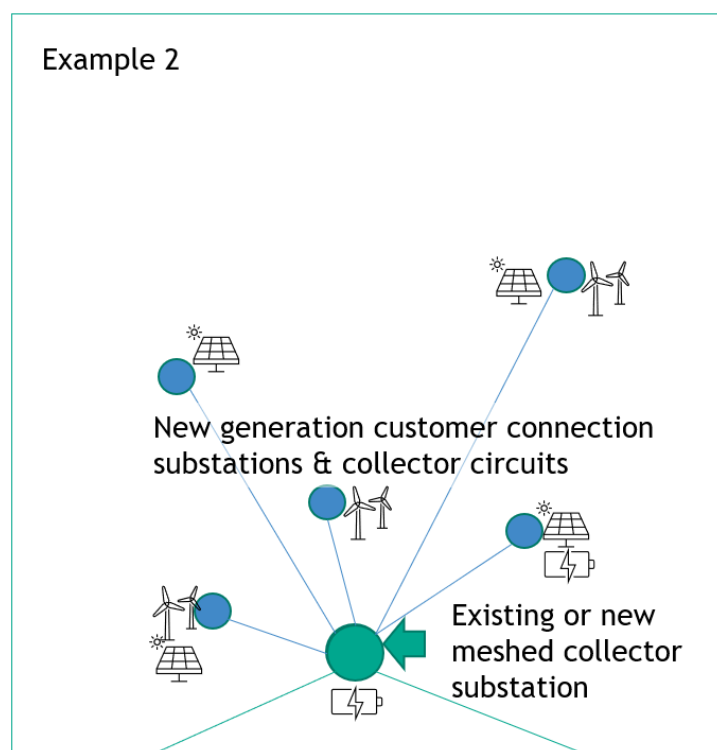 Example 2
New generation customer connection
substations & collector circuits
Existing or new
meshed collector
substation